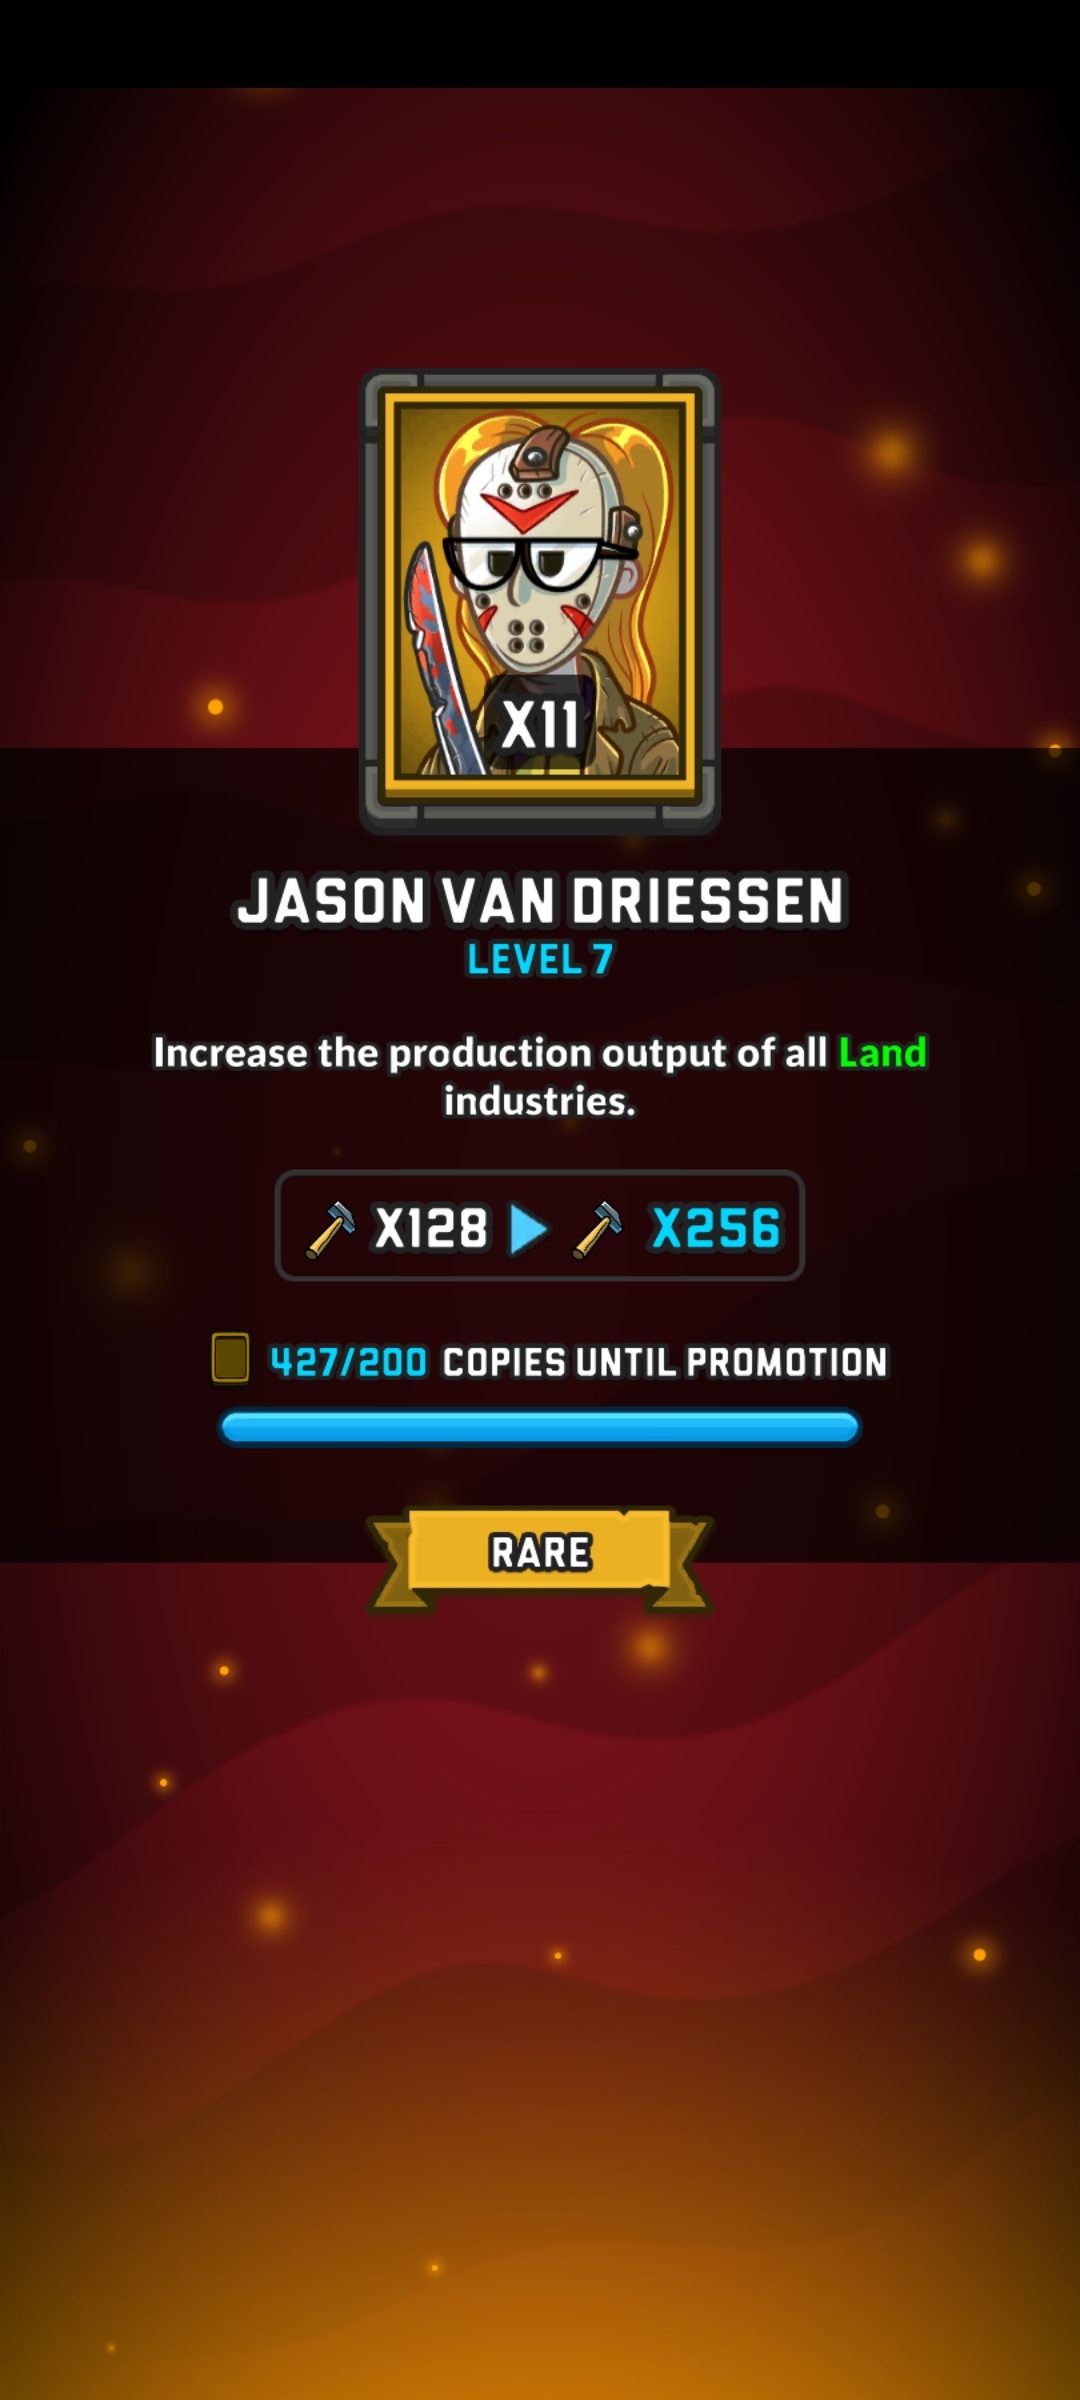 X11
JASON VAN DRIESSEN
LEVEL 7
Increase the production output of all Land
industries.
X128 X256
427/200 COPIES UNTIL PROMOTION
RARE